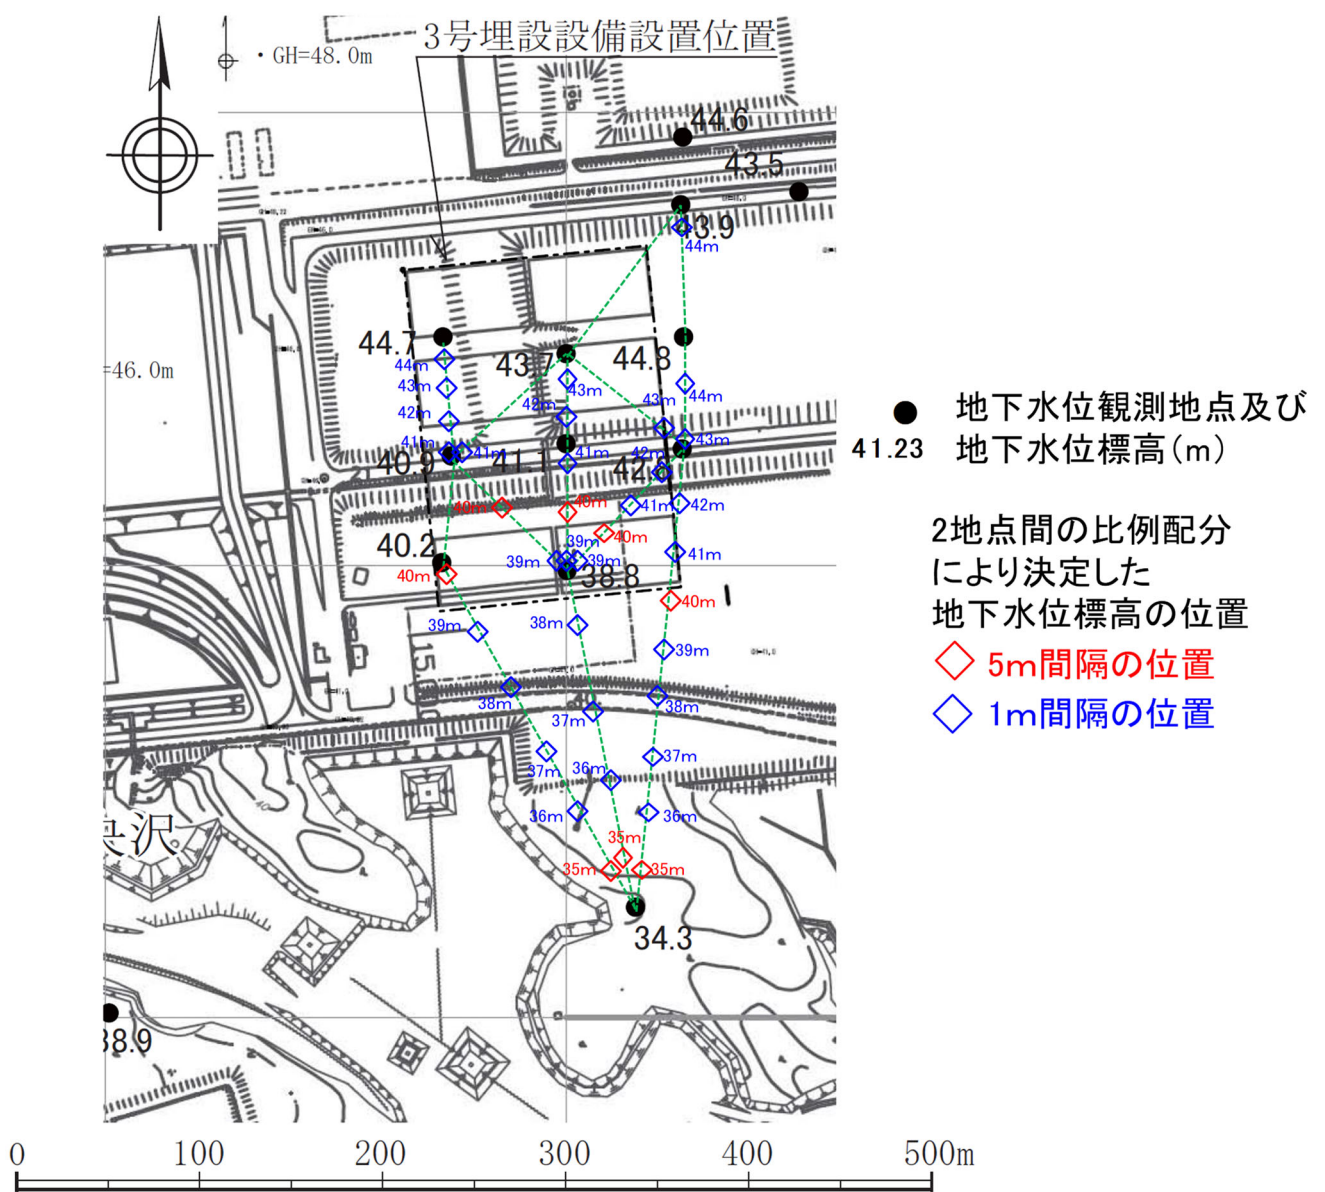 3号埋設設備設置位置
・GH=48.0m
44.6
43.5
43.9
44m
=46.0m
44.7
43.7
44.8
44m
43m
44m
43m
42m
42m
43m
43m
41m
41m
40.9
41.1
41m
42m
40m
40m
41m
42m
40m
40.2
39m
39m
39m
41m
40m
38.8
40m
39m
38m
39m
38m
37m
38m
37m
36m
37m
36m
36m
35m
35m
35m
34.3
沢
38.9
地下水位観測地点及び
41.23 地下水位標高(m)
2地点間の比例配分
により決定した
地下水位標高の位置
5m間隔の位置
1m間隔の位置
0 100 200 300 400 500m